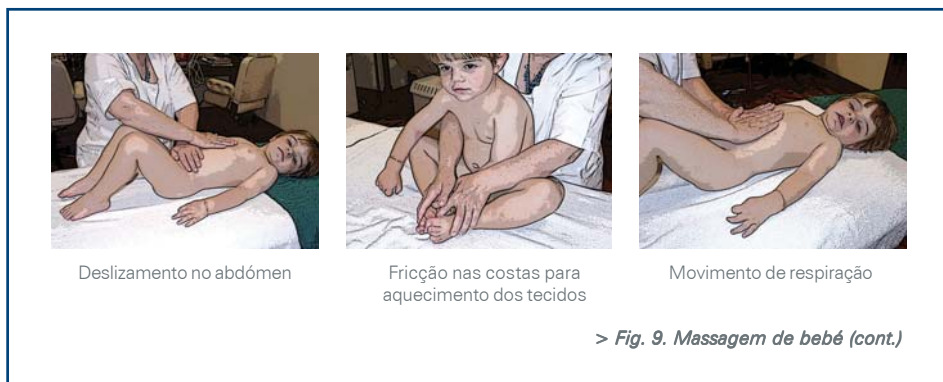 Deslizamento no abdómen
Fricção nas costas para
aquecimento dos tecidos
Movimento de respiração
> Fig. 9. Massagem de bebé (cont.)